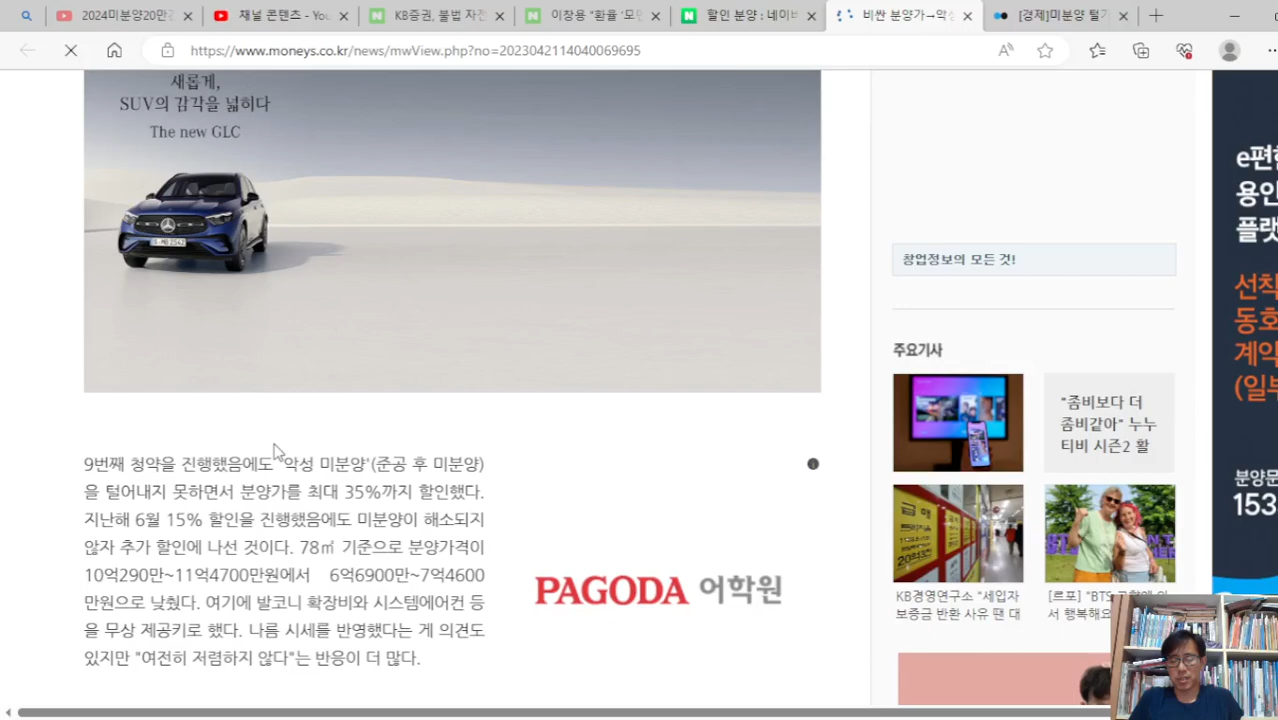 2024미분양20만
채널 콘텐츠 - You
KB증권, 불법 자전
이창용 "환율 '모
할인 분양 : 네이버
비싼 분양가→악성
[경제]미분양 털기
https://www.moneys.co.kr/news/mwView.php?no=2023042114040069695
새롭게,
SUV의 감각을 넓히다
The new GLC
9번째 청약을 진행했음에도 '악성 미분양'(준공 후 미분양)
을 털어내지 못하면서 분양가를 최대 35%까지 할인했다.
지난해 6월 15% 할인을 진행했음에도 미분양이 해소되지
않자 추가 할인에 나선 것이다. 78㎡ 기준으로 분양가격이
10억290만~11억4700만원에서 6억6900만~7억4600
만원으로 낮췄다. 여기에 발코니 확장비와 시스템에어컨 등
을 무상 제공키로 했다. 나름 시세를 반영했다는 게 의견도
있지만 "여전히 저렴하지 않다"는 반응이 더 많다.
PAGODA 어학원
창업정보의 모든 것!
주요기사
"좀비보다 더
좀비같아" 누누
티비 시즌2 활
KB경영연구소 "세입자
보증금 반환 사유 땐 대
[르포] "BTS
서 행복해요
e편한
용인
플랫
선착
동호
계약
(일부
분양문
153